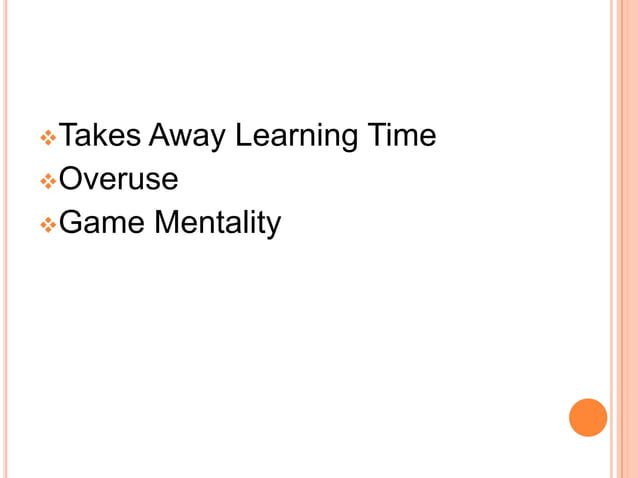 ❖Takes Away Learning Time
❖Overuse
❖Game Mentality